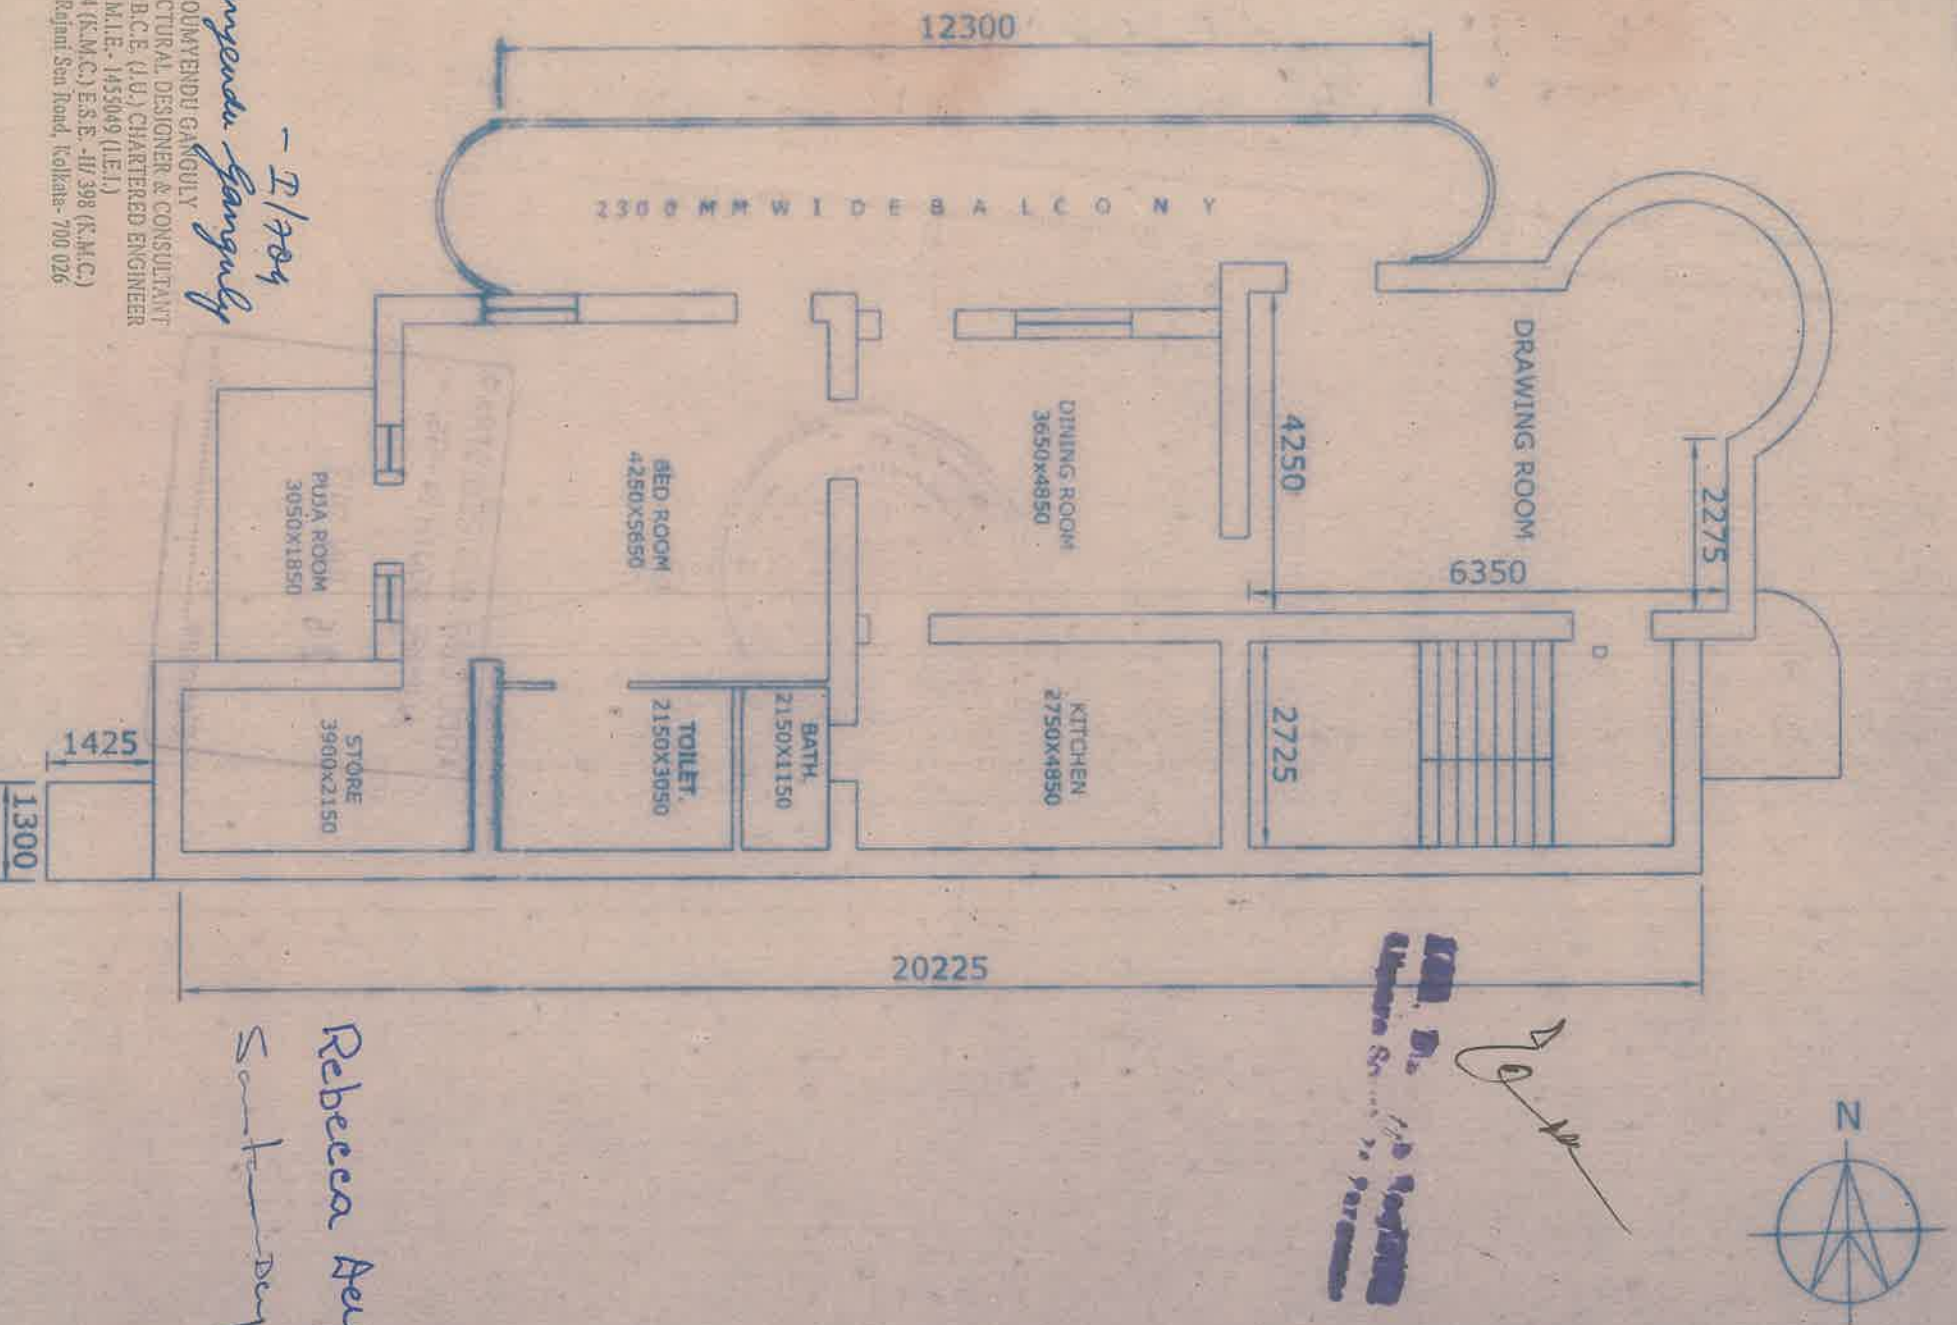 12300
2300 MM WIDE BALCONY
DRAWING ROOM
2275
4250
6350
DINING ROOM
3650x4850
BED ROOM
4250X5650
PUJA ROOM
3050X1850
D
2725
KITCHEN
2750X4850
BATH.
2150X1150
TOILET.
2150X3050
STORE
3900x2150
1425
1300
20225
N
- I/704
Ganguly
OUMYENDU GANGULY
CTURAL DESIGNER & CONSULTANT
B.C.E. (J.U.) CHARTERED ENGINEER
M.I.E.- 1455049 (I.E.I.)
(K.M.C.) E.S.E. -II/ 398 (K.M.C.)
Rajani Sen Road, Kolkata- 700 026
Rebecca
Dey